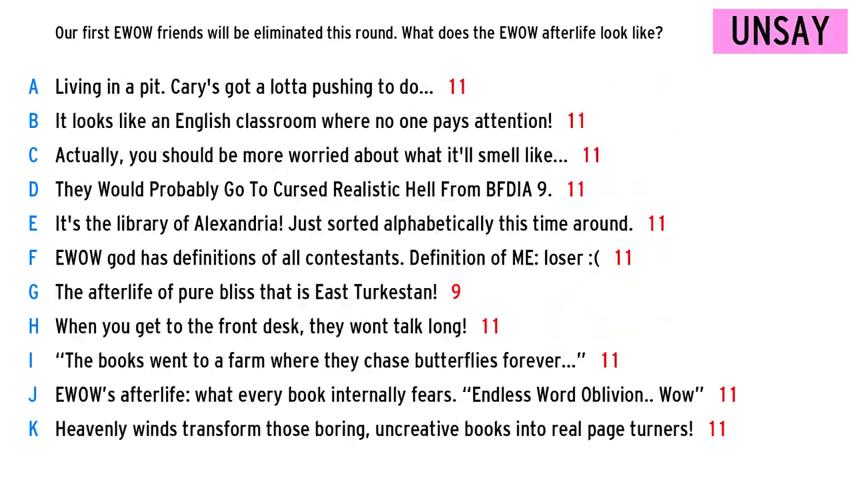 Our first EWOW friends will be eliminated this round. What does the EWOW afterlife look like?
UNSAY
A Living in a pit. Cary's got a lotta pushing to do... 11
B It looks like an English classroom where no one pays attention! 11
C Actually, you should be more worried about what it'll smell like... 11
D They Would Probably Go To Cursed Realistic Hell From BFDIA 9. 11
E It's the library of Alexandria! Just sorted alphabetically this time around. 11
F EWOW god has definitions of all contestants. Definition of ME: loser :( 11
G The afterlife of pure bliss that is East Turkestan! 9
H When you get to the front desk, they wont talk long! 11
I “The books went to a farm where they chase butterflies forever...” 11
J EWOW’s afterlife: what every book internally fears. “Endless Word Oblivion.. Wow” 11
K Heavenly winds transform those boring, uncreative books into real page turners! 11